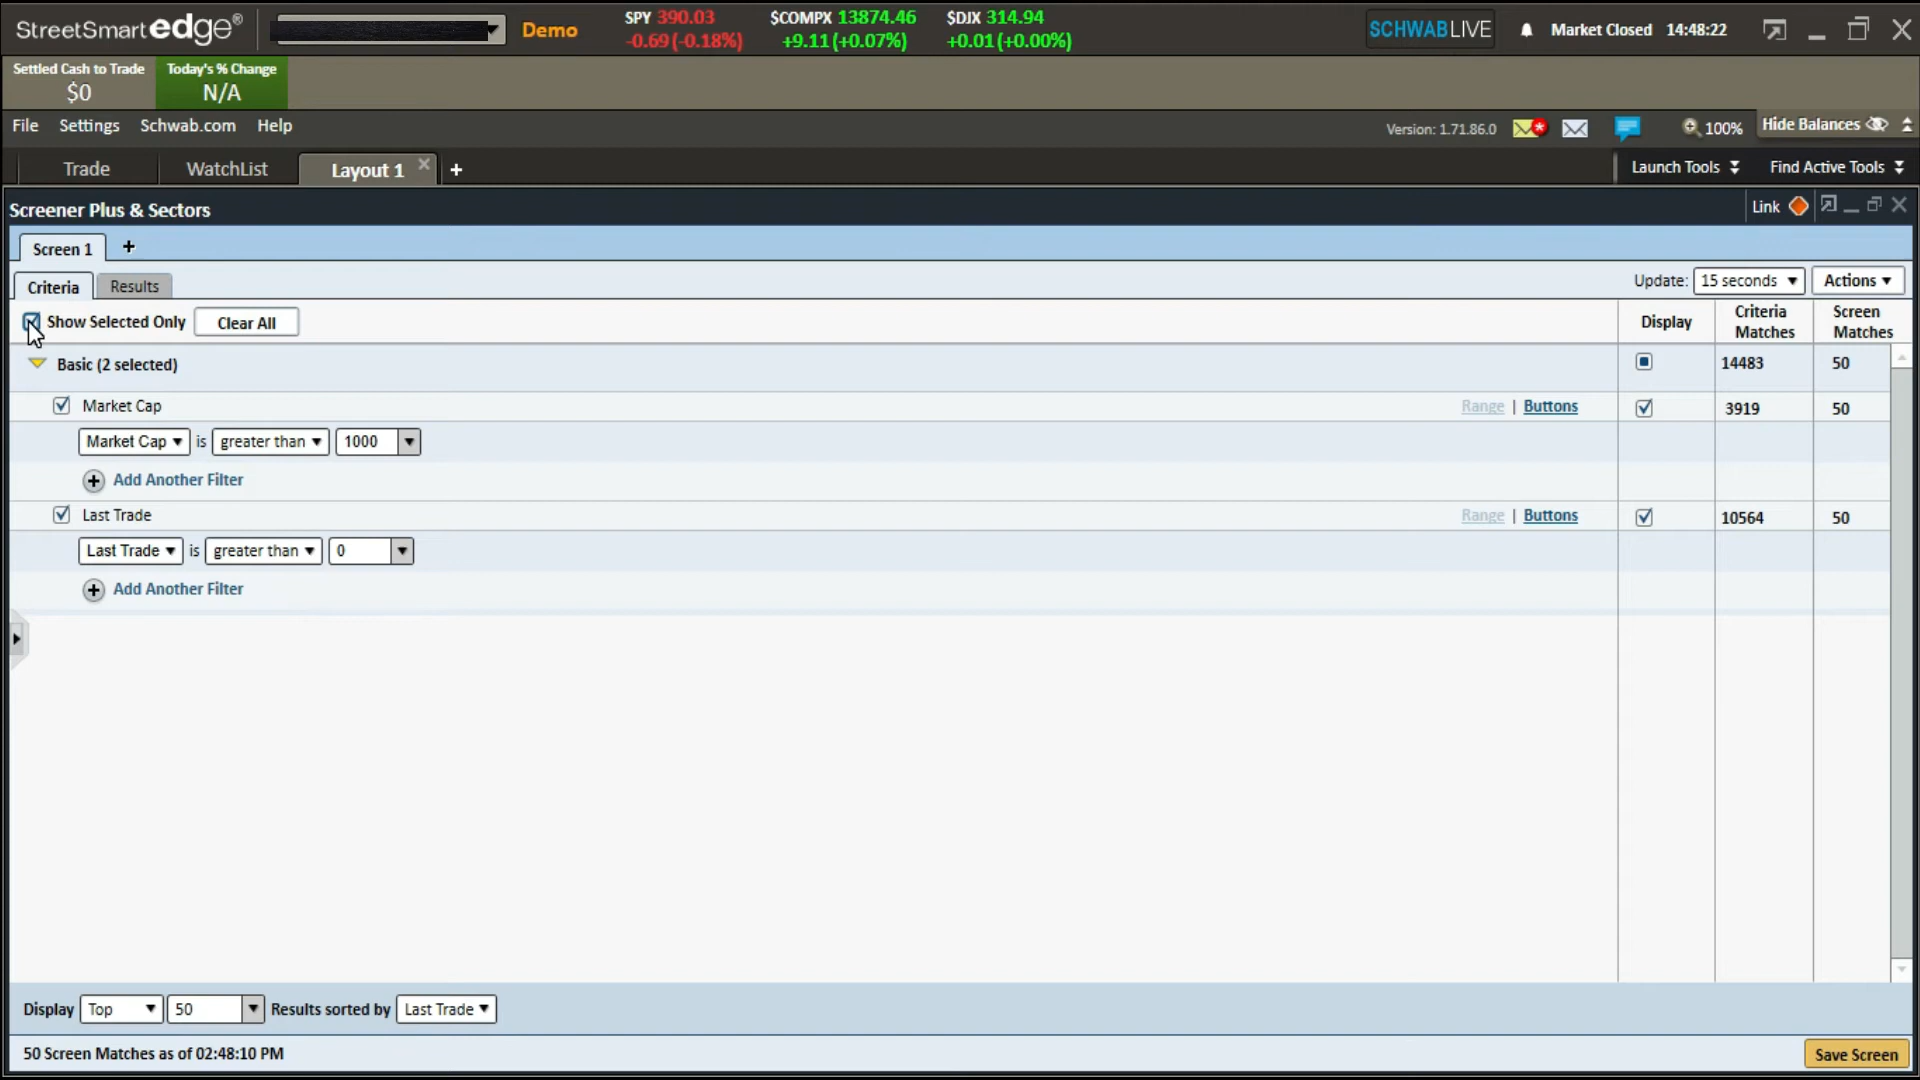 StreetSmart edge® Demo SPY 390.03 $COMPX 13874.46 $DJX 314.94 SCHWABLIVE Market Closed 14:48:22
-0.69 (-0.18%) +9.11 (+0.07%) +0.01 (+0.00%)
Settled Cash to Trade Today's % Change
$0 N/A
File Settings Schwab.com Help Version: 1.71.86.0 100% Hide Balances
Trade WatchList Layout 1 + Launch Tools Find Active Tools
Screener Plus & Sectors Link
Screen 1 +
Criteria Results Update: 15 seconds Actions
Show Selected Only Clear All Display Criteria Matches Screen Matches
Basic (2 selected) 14483 50
Market Cap Range | Buttons 3919 50
Market Cap is greater than 1000
Add Another Filter
Last Trade Range | Buttons 10564 50
Last Trade is greater than 0
Add Another Filter
Display Top 50 Results sorted by Last Trade
50 Screen Matches as of 02:48:10 PM Save Screen